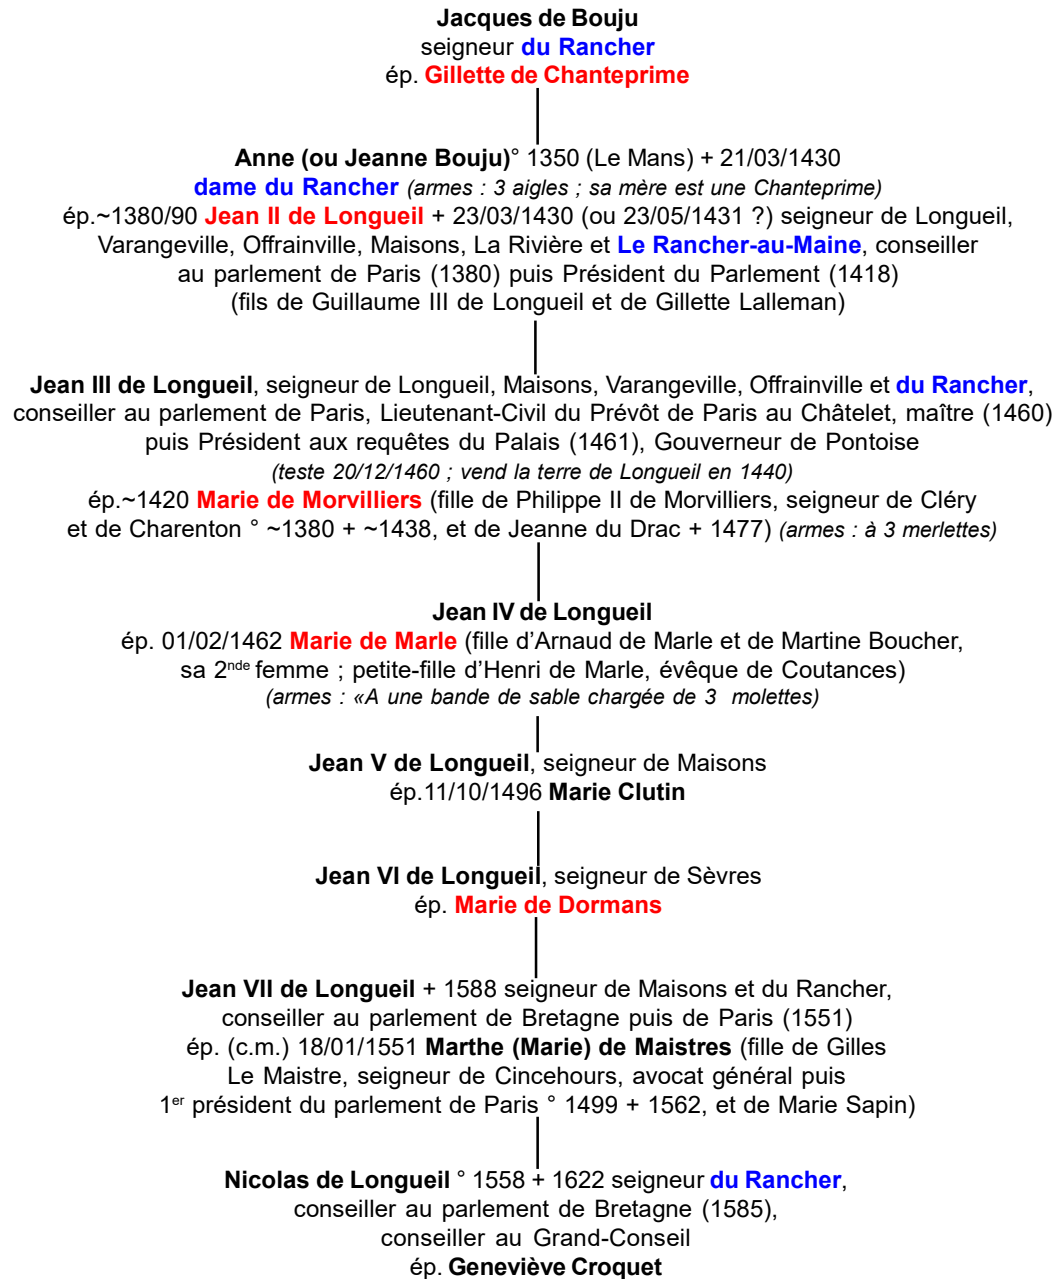 Jacques de Bouju
seigneur du Rancher
ép. Gillette de Chanteprime
Anne (ou Jeanne Bouju)° 1350 (Le Mans) + 21/03/1430
dame du Rancher (armes : 3 aigles ; sa mère est une Chanteprime)
ép.~1380/90 Jean II de Longueil + 23/03/1430 (ou 23/05/1431 ?) seigneur de Longueil,
Varangeville, Offrainville, Maisons, La Rivière et Le Rancher-au-Maine, conseiller
au parlement de Paris (1380) puis Président du Parlement (1418)
(fils de Guillaume III de Longueil et de Gillette Lalleman)
Jean III de Longueil, seigneur de Longueil, Maisons, Varangeville, Offrainville et du Rancher,
conseiller au parlement de Paris, Lieutenant-Civil du Prévôt de Paris au Châtelet, maître (1460)
puis Président aux requêtes du Palais (1461), Gouverneur de Pontoise
(teste 20/12/1460 ; vend la terre de Longueil en 1440)
ép.~1420 Marie de Morvilliers (fille de Philippe II de Morvilliers, seigneur de Cléry
et de Charenton ° ~1380 + ~1438, et de Jeanne du Drac + 1477) (armes : à 3 merlettes)
Jean IV de Longueil
ép. 01/02/1462 Marie de Marle (fille d'Arnaud de Marle et de Martine Boucher,
sa 2nde femme ; petite-fille d'Henri de Marle, évêque de Coutances)
(armes : «A une bande de sable chargée de 3 molettes)
Jean V de Longueil, seigneur de Maisons
ép.11/10/1496 Marie Clutin
Jean VI de Longueil, seigneur de Sèvres
ép. Marie de Dormans
Jean VII de Longueil + 1588 seigneur de Maisons et du Rancher,
conseiller au parlement de Bretagne puis de Paris (1551)
ép. (c.m.) 18/01/1551 Marthe (Marie) de Maistres (fille de Gilles
Le Maistre, seigneur de Cincehours, avocat général puis
1er président du parlement de Paris ° 1499 + 1562, et de Marie Sapin)
Nicolas de Longueil ° 1558 + 1622 seigneur du Rancher,
conseiller au parlement de Bretagne (1585),
conseiller au Grand-Conseil
ép. Geneviève Croquet